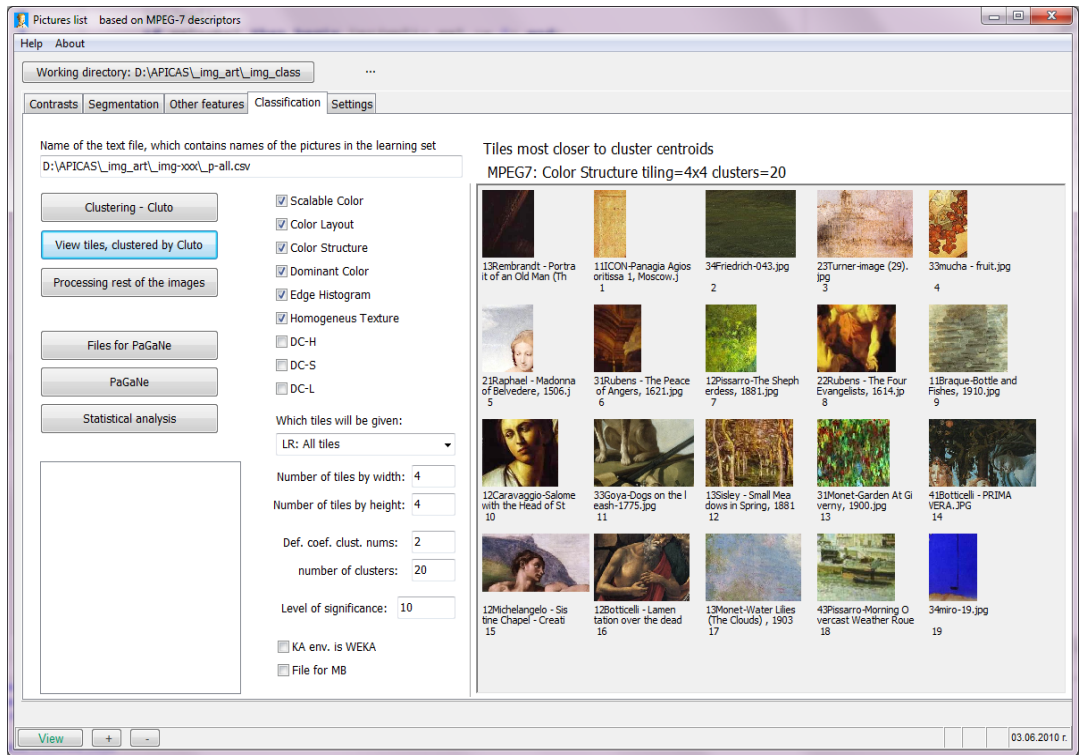 Pictures list based on MPEG-7 descriptors
Help About
Working directory: D:\APICAS\_img_art\_img_class
...
Contrasts Segmentation Other features Classification Settings
Name of the text file, which contains names of the pictures in the learning set
D:\APICAS\_img_art\_img-xxx\_p-all.csv
Clustering - Cluto
View tiles, clustered by Cluto
Processing rest of the images
Files for PaGaNe
PaGaNe
Statistical analysis
Scalable Color
Color Layout
Color Structure
Dominant Color
Edge Histogram
Homogeneus Texture
DC-H
DC-S
DC-L
Which tiles will be given:
LR: All tiles
Number of tiles by width: 4
Number of tiles by height: 4
Def. coef. clust. nums: 2
number of clusters: 20
Level of significance: 10
KA env. is WEKA
File for MB
Tiles most closer to cluster centroids
MPEG7: Color Structure tiling=4x4 clusters=20
13Rembrandt - Portra
it of an Old Man (Th
11ICON-Panagia Agios
oritissa 1, Moscow.j
1
34Friedrich-043.jpg
2
23Turner-image (29).
jpg
3
33mucha - fruit.jpg
4
21Raphael - Madonna
of Belvedere, 1506.j
5
31Rubens - The Peace
of Angers, 1621.jpg
6
12Pissarro-The Sheph
erdess, 1881.jpg
7
22Rubens - The Four
Evangelists, 1614.jp
8
11Braque-Bottle and
Fishes, 1910.jpg
9
12Caravaggio-Salome
with the Head of St
10
33Goya-Dogs on the l
eash-1775.jpg
11
13Sisley - Small Mea
dows in Spring, 1881
12
31Monet-Garden At Gi
verny, 1900.jpg
13
41Botticelli - PRIMA
VERA.JPG
14
12Michelangelo - Sis
tine Chapel - Creati
15
12Botticelli - Lamen
tation over the dead
16
13Monet-Water Lilies
(The Clouds) , 1903
17
43Pissarro-Morning O
vercast Weather Roue
18
34miro-19.jpg
19
View + -
03.06.2010 г.